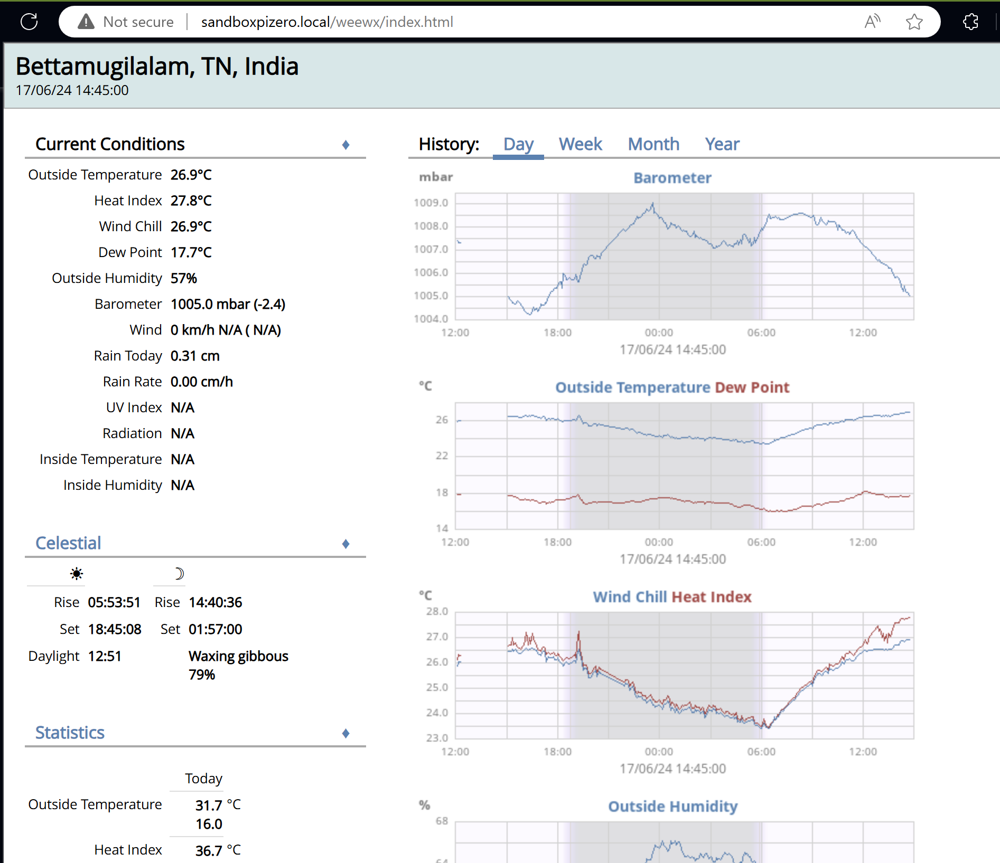 Not secure sandboxpizero.local/weewx/index.html
Bettamugilalam, TN, India
17/06/24 14:45:00
Current Conditions
Outside Temperature 26.9°C
Heat Index 27.8°C
Wind Chill 26.9°C
Dew Point 17.7°C
Outside Humidity 57%
Barometer 1005.0 mbar (-2.4)
Wind 0 km/h N/A ( N/A)
Rain Today 0.31 cm
Rain Rate 0.00 cm/h
UV Index N/A
Radiation N/A
Inside Temperature N/A
Inside Humidity N/A
Celestial
Rise 05:53:51 Rise 14:40:36
Set 18:45:08 Set 01:57:00
Daylight 12:51 Waxing gibbous
79%
Statistics
Today
Outside Temperature 31.7 °C
16.0
Heat Index 36.7 °C
History: Day Week Month Year
mbar Barometer
1009.0
1008.0
1007.0
1006.0
1005.0
1004.0
12:00 18:00 00:00 06:00 12:00
17/06/24 14:45:00
°C Outside Temperature Dew Point
26
22
18
14
12:00 18:00 00:00 06:00 12:00
17/06/24 14:45:00
°C Wind Chill Heat Index
28.0
27.0
26.0
25.0
24.0
23.0
12:00 18:00 00:00 06:00 12:00
17/06/24 14:45:00
% Outside Humidity
68
64